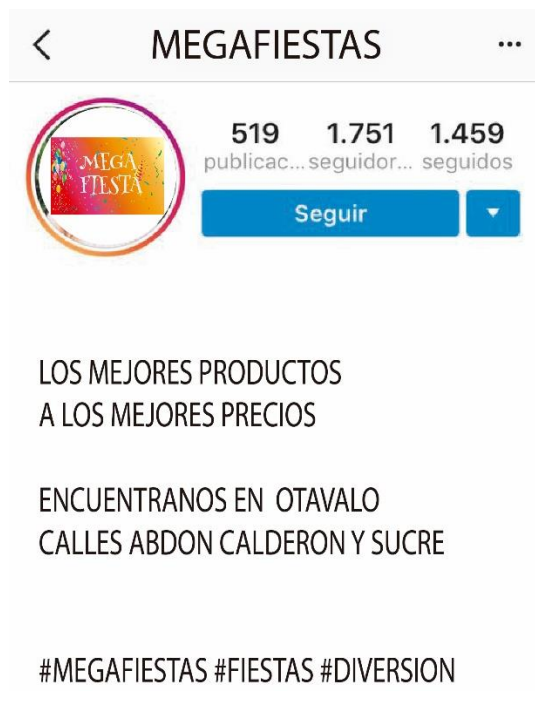 MEGAFIESTAS
519 1.751 1.459
publicac... seguidor... seguidos
MEGA
FIESTA
Seguir
LOS MEJORES PRODUCTOS
A LOS MEJORES PRECIOS
ENCUENTRANOS EN OTAVALO
CALLES ABDON CALDERON Y SUCRE
#MEGAFIESTAS #FIESTAS #DIVERSION